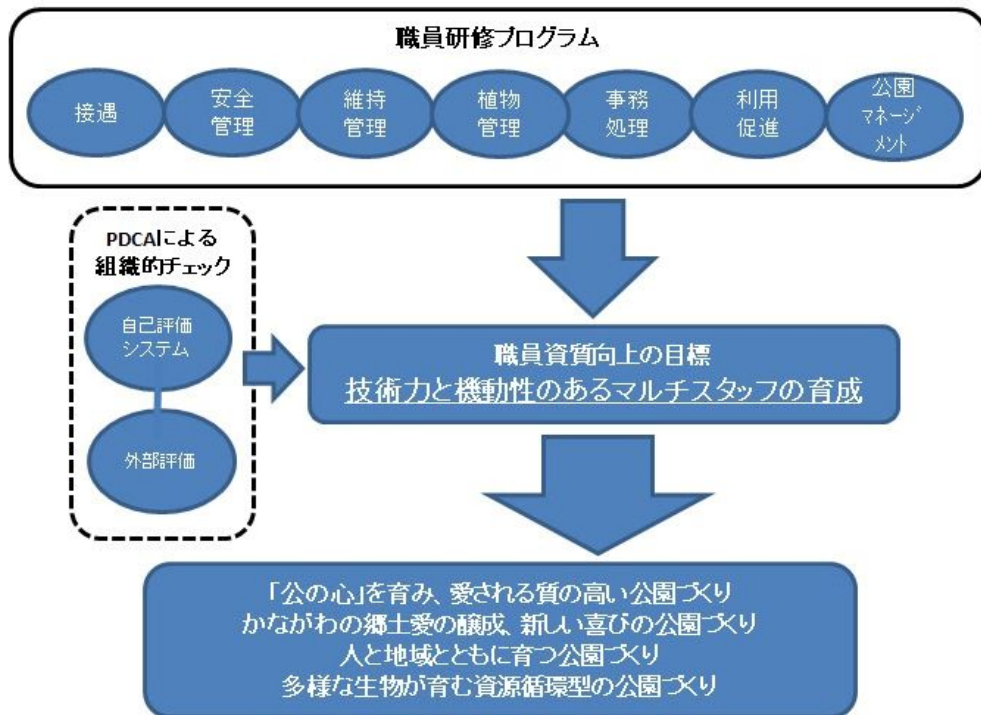 職員研修プログラム
接遇
安全
管理
維持
管理
植物
管理
事務
処理
利用
促進
公園
マネージ
メント
PDCAによる
組織的チェック
自己評価
システム
外部評価
職員資質向上の目標
技術力と機動性のあるマルチスタッフの育成
「公の心」を育み、愛される質の高い公園づくり
かながわの郷土愛の醸成、新しい喜びの公園づくり
人と地域とともに育つ公園づくり
多様な生物が育む資源循環型の公園づくり